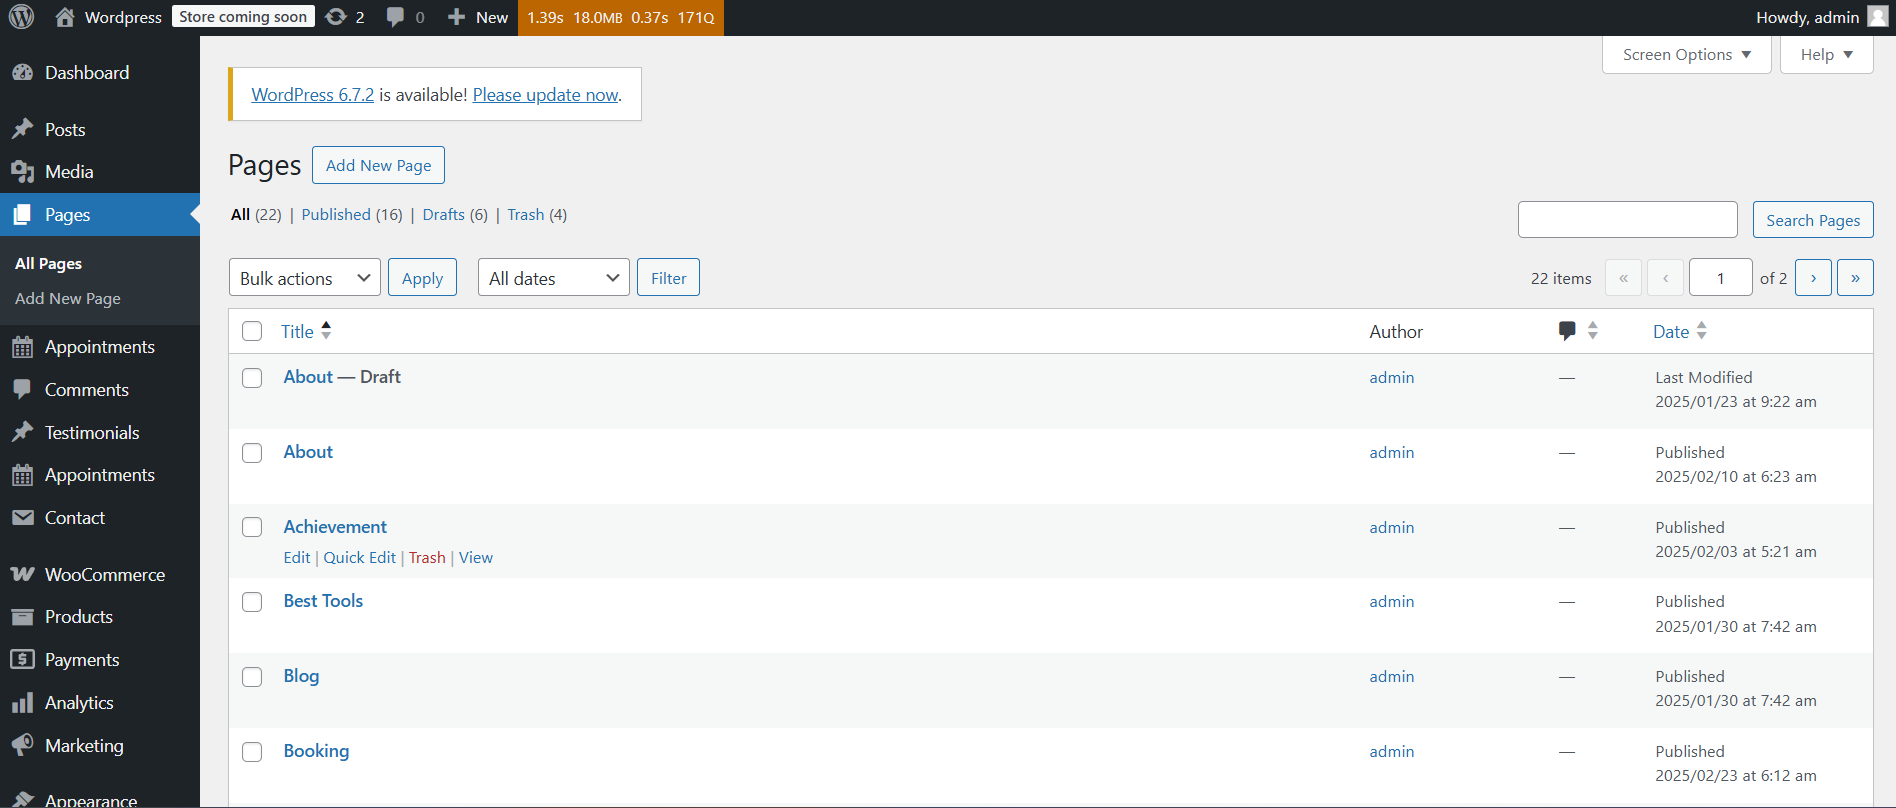 Wordpress Store coming soon 2 0 New 1.39s 18.0MB 0.37s 171Q Howdy, admin
Screen Options Help
Dashboard
Posts
Media
Pages
All Pages
Add New Page
Appointments
Comments
Testimonials
Appointments
Contact
WooCommerce
Products
Payments
Analytics
Marketing
Appearance
WordPress 6.7.2 is available! Please update now.
Pages Add New Page
All (22) | Published (16) | Drafts (6) | Trash (4)
Search Pages
Bulk actions Apply All dates Filter 22 items « ‹ 1 of 2 › »
Title Author Date
About — Draft admin — Last Modified
2025/01/23 at 9:22 am
About admin — Published
2025/02/10 at 6:23 am
Achievement admin — Published
Edit | Quick Edit | Trash | View 2025/02/03 at 5:21 am
Best Tools admin — Published
2025/01/30 at 7:42 am
Blog admin — Published
2025/01/30 at 7:42 am
Booking admin — Published
2025/02/23 at 6:12 am